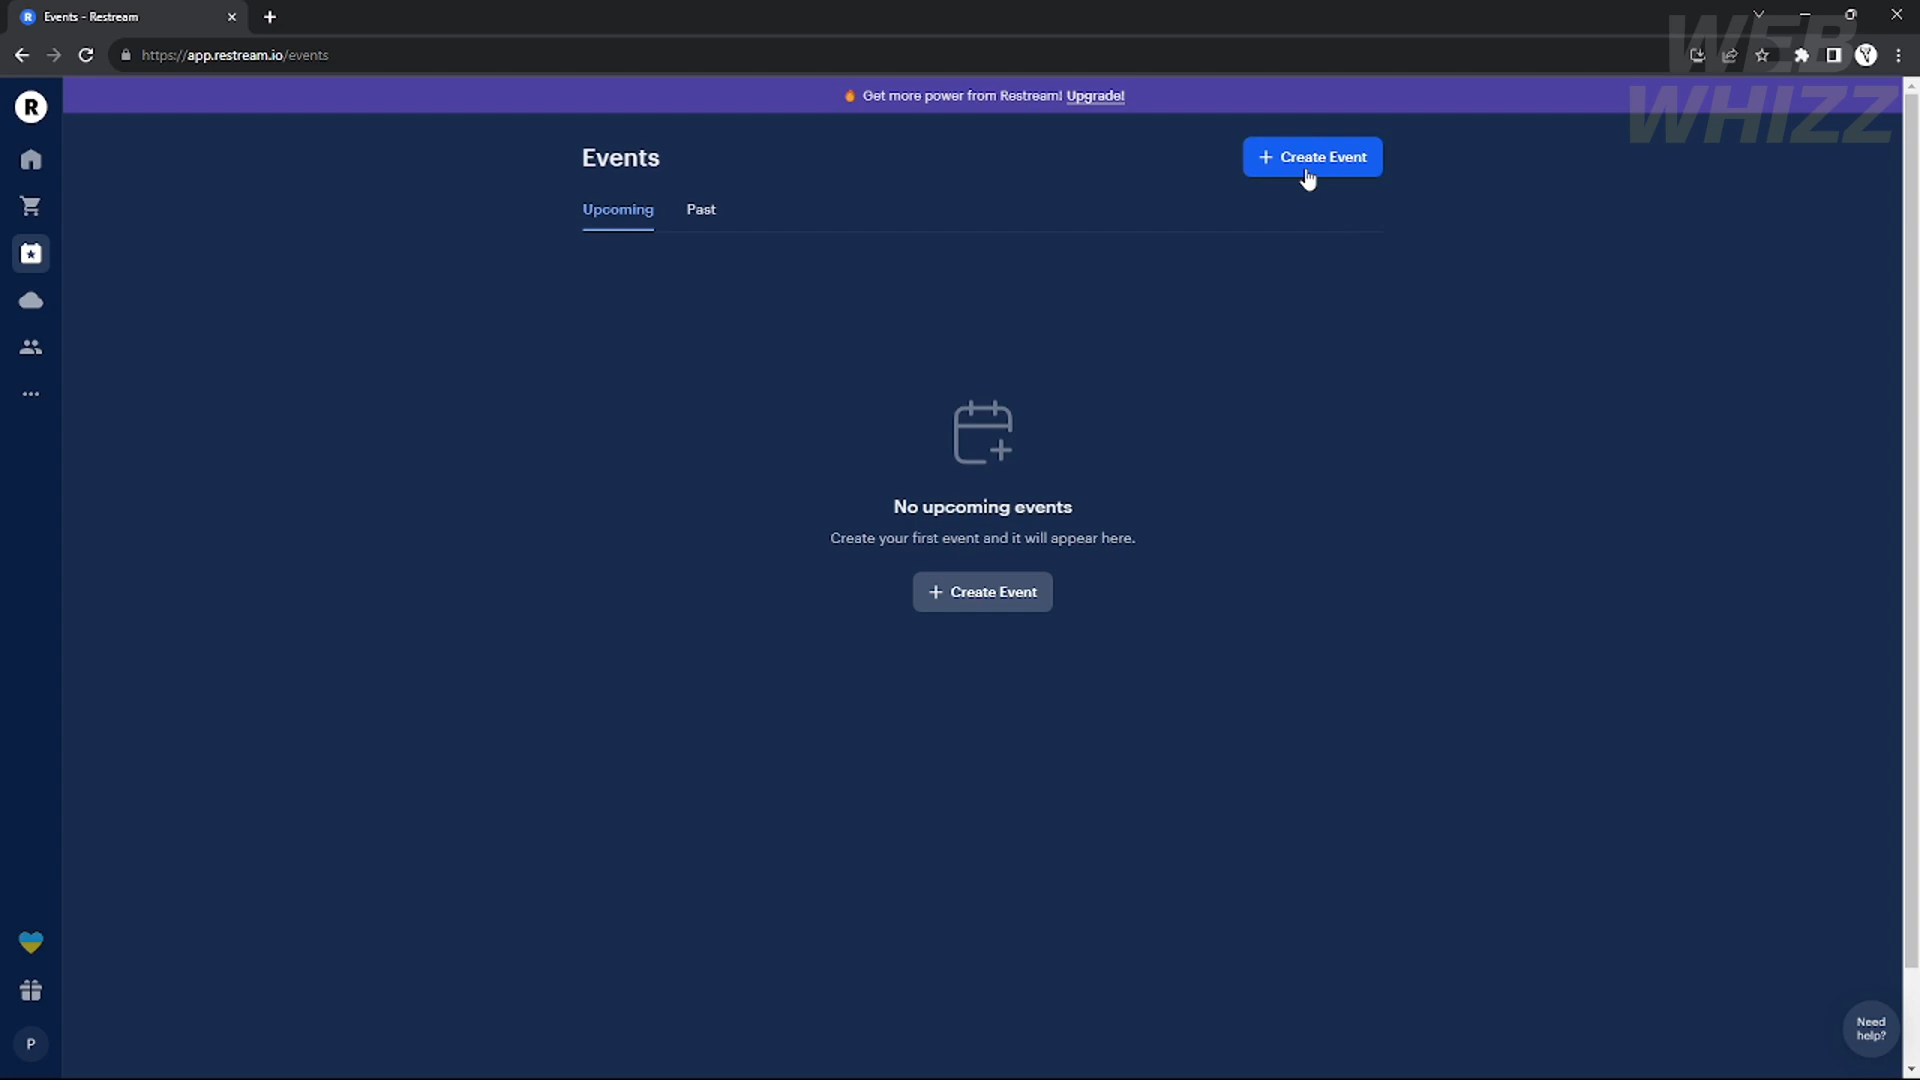 Events - Restream
https://app.restream.io/events
WEB
WHIZZ
R
Get more power from Restream! Upgrade!
Events
+ Create Event
Upcoming
Past
No upcoming events
Create your first event and it will appear here.
+ Create Event
P
Need
help?